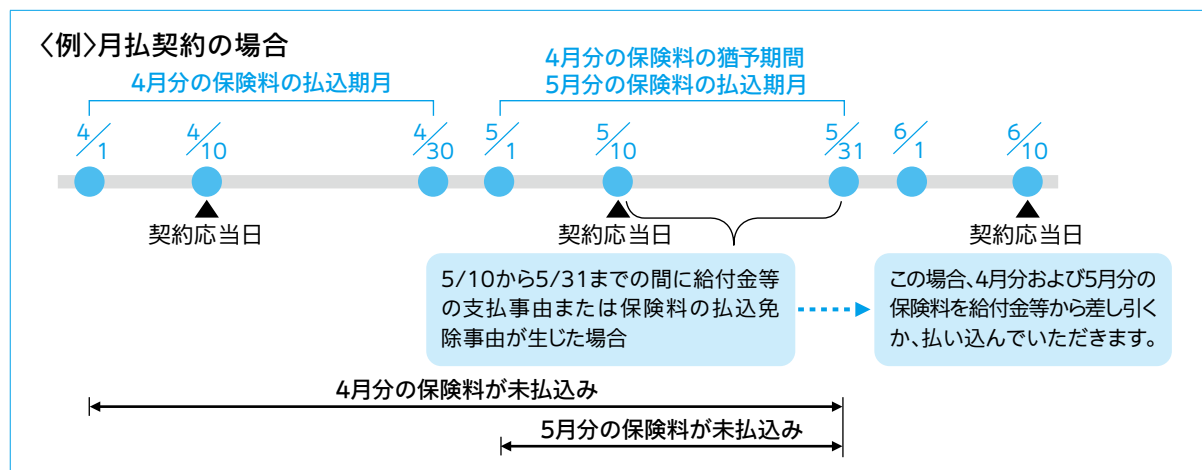 〈例〉月払契約の場合
4月分の保険料の払込期月
4月分の保険料の猶予期間
5月分の保険料の払込期月
4/1 4/10 4/30 5/1 5/10 5/31 6/1 6/10
契約応当日 契約応当日 契約応当日
5/10から5/31までの間に給付金等
の支払事由または保険料の払込免
除事由が生じた場合
この場合、4月分および5月分の
保険料を給付金等から差し引く
か、払い込んでいただきます。
4月分の保険料が未払込み
5月分の保険料が未払込み